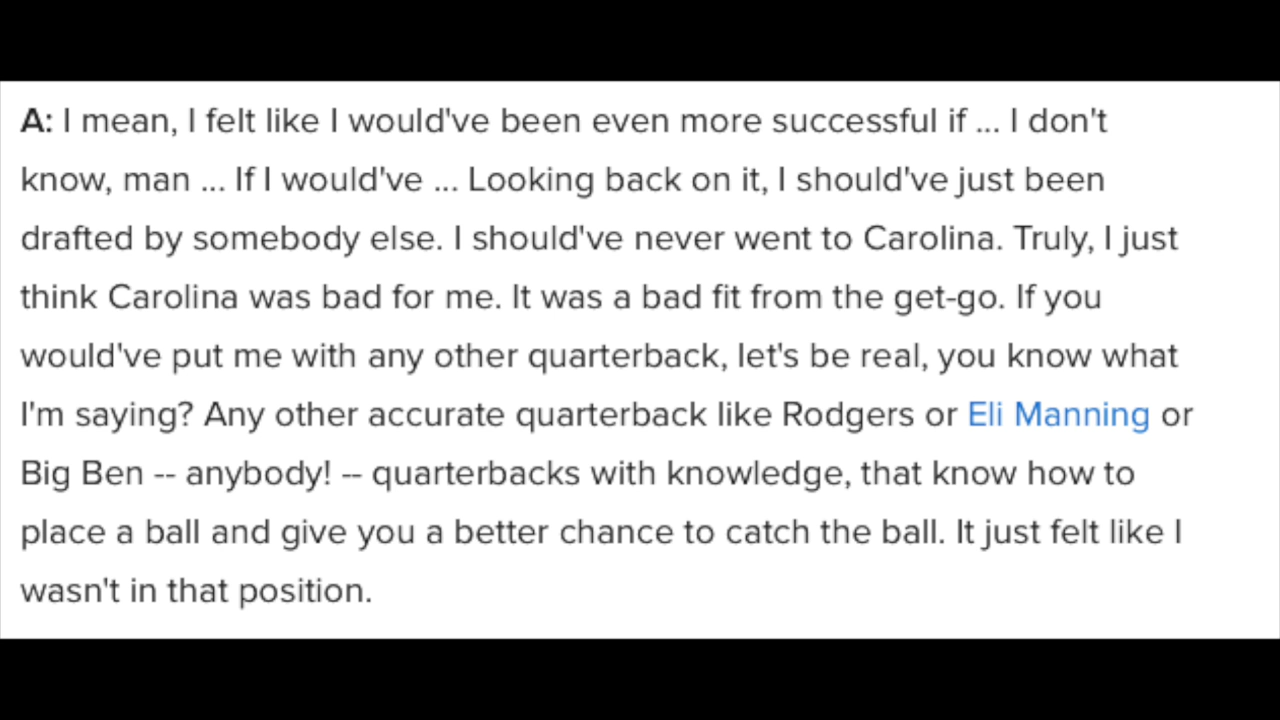 A: I mean, I felt like I would've been even more successful if ... I don't
know, man ... If I would've ... Looking back on it, I should've just been
drafted by somebody else. I should've never went to Carolina. Truly, I just
think Carolina was bad for me. It was a bad fit from the get-go. If you
would've put me with any other quarterback, let's be real, you know what
I'm saying? Any other accurate quarterback like Rodgers or Eli Manning or
Big Ben -- anybody! -- quarterbacks with knowledge, that know how to
place a ball and give you a better chance to catch the ball. It just felt like I
wasn't in that position.